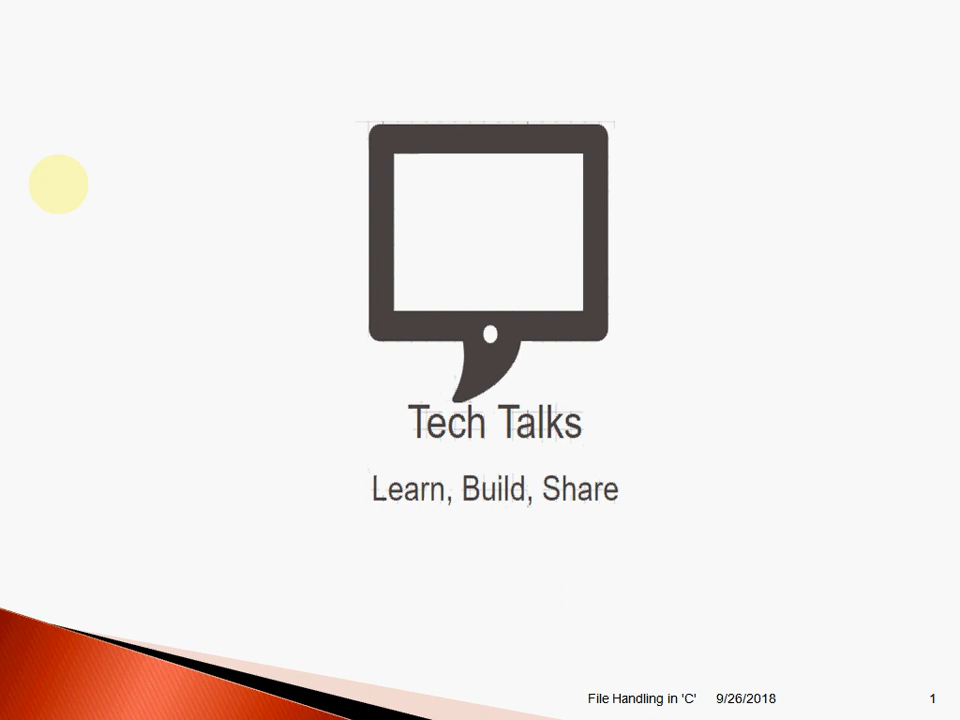 Tech Talks
Learn, Build, Share
File Handling in 'C' 9/26/2018 1